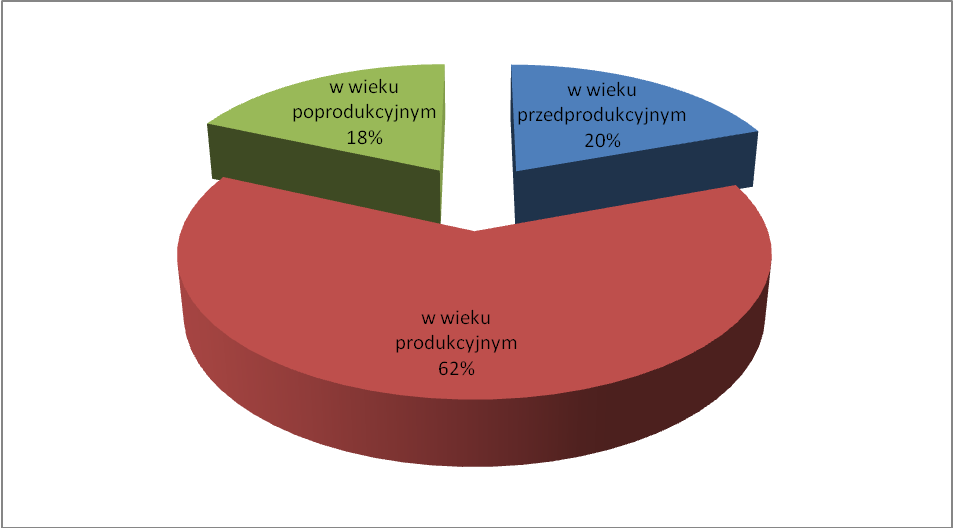 w wieku
poprodukcyjnym
18%
w wieku
przedprodukcyjnym
20%
w wieku
produkcyjnym
62%